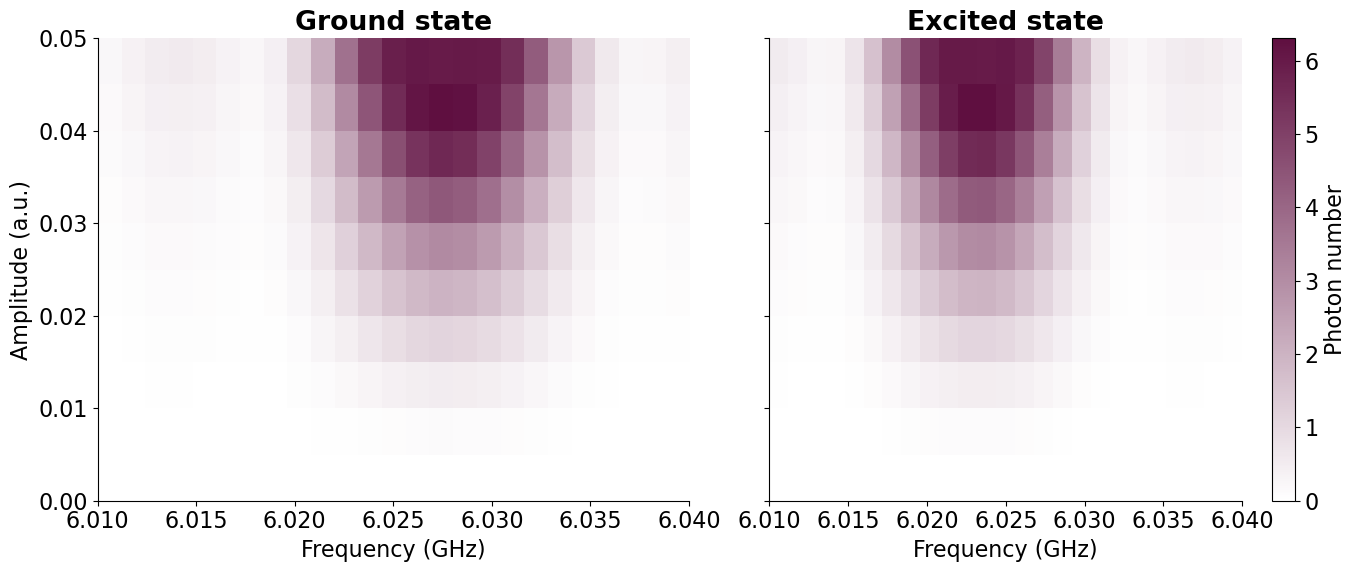 Ground state
Excited state
0.05
0.04
0.03
0.02
0.01
0.00
Amplitude (a.u.)
6.010 6.015 6.020 6.025 6.030 6.035 6.040
Frequency (GHz)
6.010 6.015 6.020 6.025 6.030 6.035 6.040
Frequency (GHz)
6
5
4
3
2
1
0
Photon number